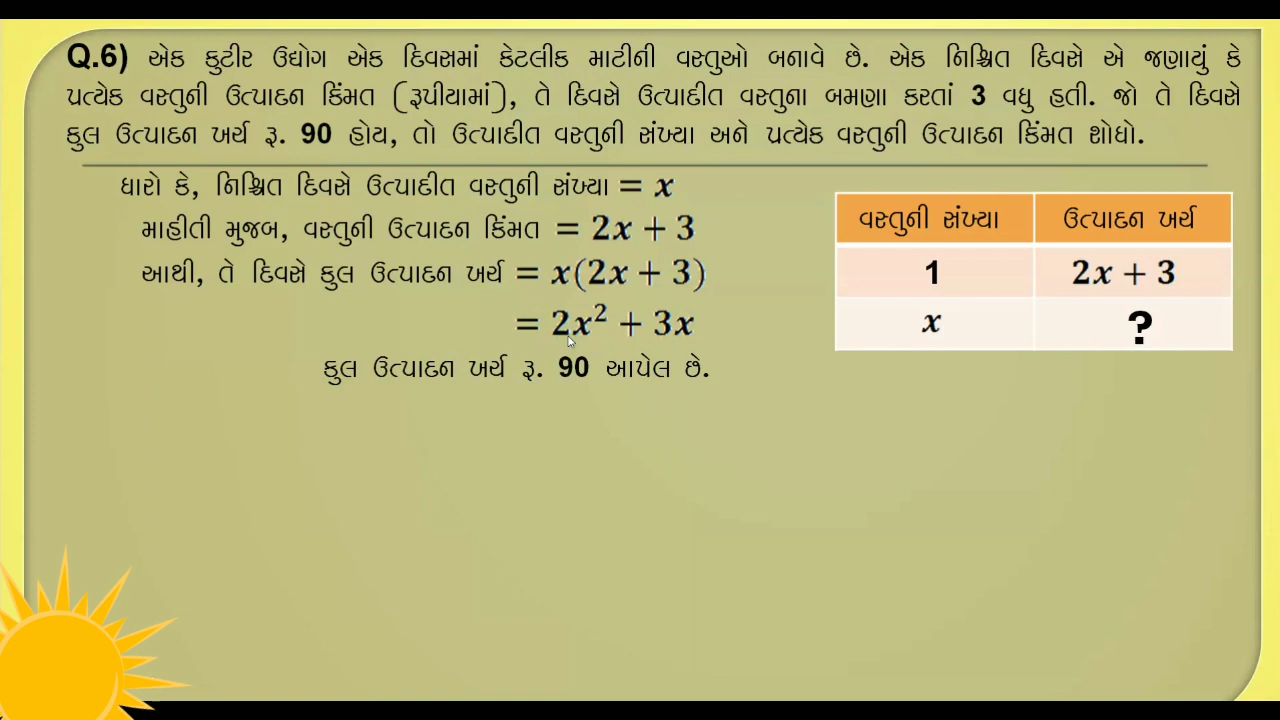 Q.6) એક કુટીર ઉદ્યોગ એક દિવસમાં કેટલીક માટીની વસ્તુઓ બનાવે છે. એક નિશ્ચિત દિવસે એ જણાયું કે
પ્રત્યેક વસ્તુની ઉત્પાદન કિંમત (રૂપીયામાં), તે દિવસે ઉત્પાદીત વસ્તુના બમણા કરતાં 3 વધુ હતી. જો તે દિવસે
કુલ ઉત્પાદન ખર્ચ રૂ. 90 હોય, તો ઉત્પાદીત વસ્તુની સંખ્યા અને પ્રત્યેક વસ્તુની ઉત્પાદન કિંમત શોધો.
ધારો કે, નિશ્ચિત દિવસે ઉત્પાદીત વસ્તુની સંખ્યા = x
માહીતી મુજબ, વસ્તુની ઉત્પાદન કિંમત = 2x + 3
આથી, તે દિવસે કુલ ઉત્પાદન ખર્ચ = x(2x + 3)
= 2x² + 3x
કુલ ઉત્પાદન ખર્ચ રૂ. 90 આપેલ છે.
વસ્તુની સંખ્યા ઉત્પાદન ખર્ચ
1 2x + 3
x ?